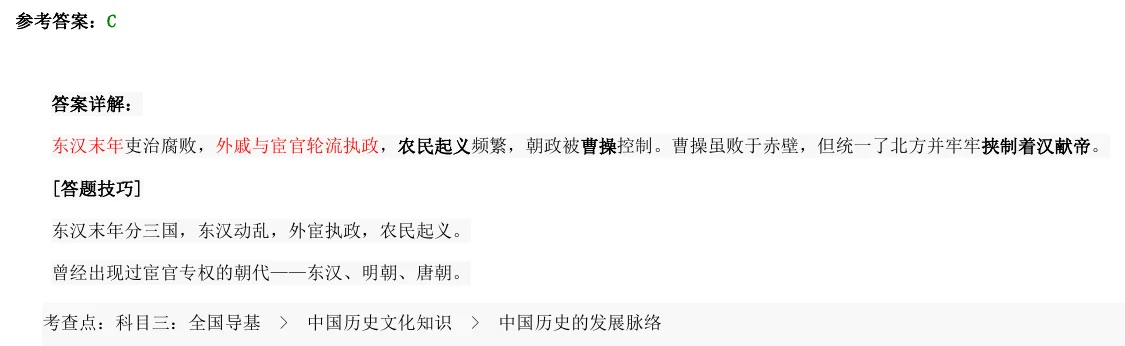 参考答案：C
答案详解：
东汉末年吏治腐败，外戚与宦官轮流执政，农民起义频繁，朝政被曹操控制。曹操虽败于赤壁，但统一了北方并牢牢挟制着汉献帝。
[答题技巧]
东汉末年分三国，东汉动乱，外宦执政，农民起义。
曾经出现过宦官专权的朝代——东汉、明朝、唐朝。
考查点：科目三：全国导基 > 中国历史文化知识 > 中国历史的发展脉络